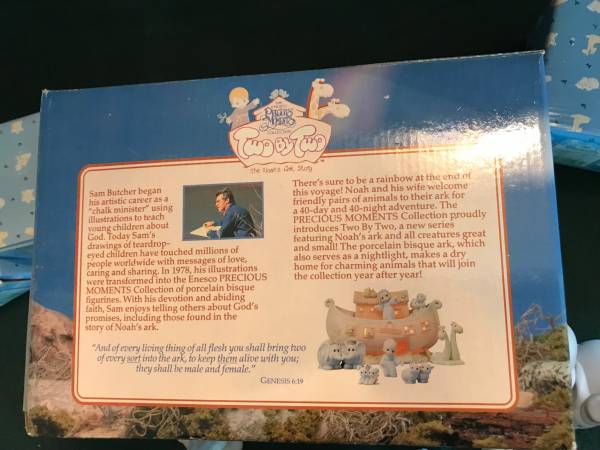 PRECIOUS
MOMENTS
COLLECTION
Two By Two
The Noah's Ark Story
Sam Butcher began
his artistic career as a
"chalk minister" using
illustrations to teach
young children about
God. Today Sam's
drawings of teardrop-
eyed children have touched millions of
people worldwide with messages of love,
caring and sharing. In 1978, his illustrations
were transformed into the Enesco PRECIOUS
MOMENTS Collection of porcelain bisque
figurines. With his devotion and abiding
faith, Sam enjoys telling others about God's
promises, including those found in the
story of Noah's ark.
There's sure to be a rainbow at the end of
this voyage! Noah and his wife welcome
friendly pairs of animals to their ark for
a 40-day and 40-night adventure. The
PRECIOUS MOMENTS Collection proudly
introduces Two By Two, a new series
featuring Noah's ark and all creatures great
and small! The porcelain bisque ark, which
also serves as a nightlight, makes a dry
home for charming animals that will join
the collection year after year!
"And of every living thing of all flesh you shall bring two
of every sort into the ark, to keep them alive with you;
they shall be male and female."
GENESIS 6:19